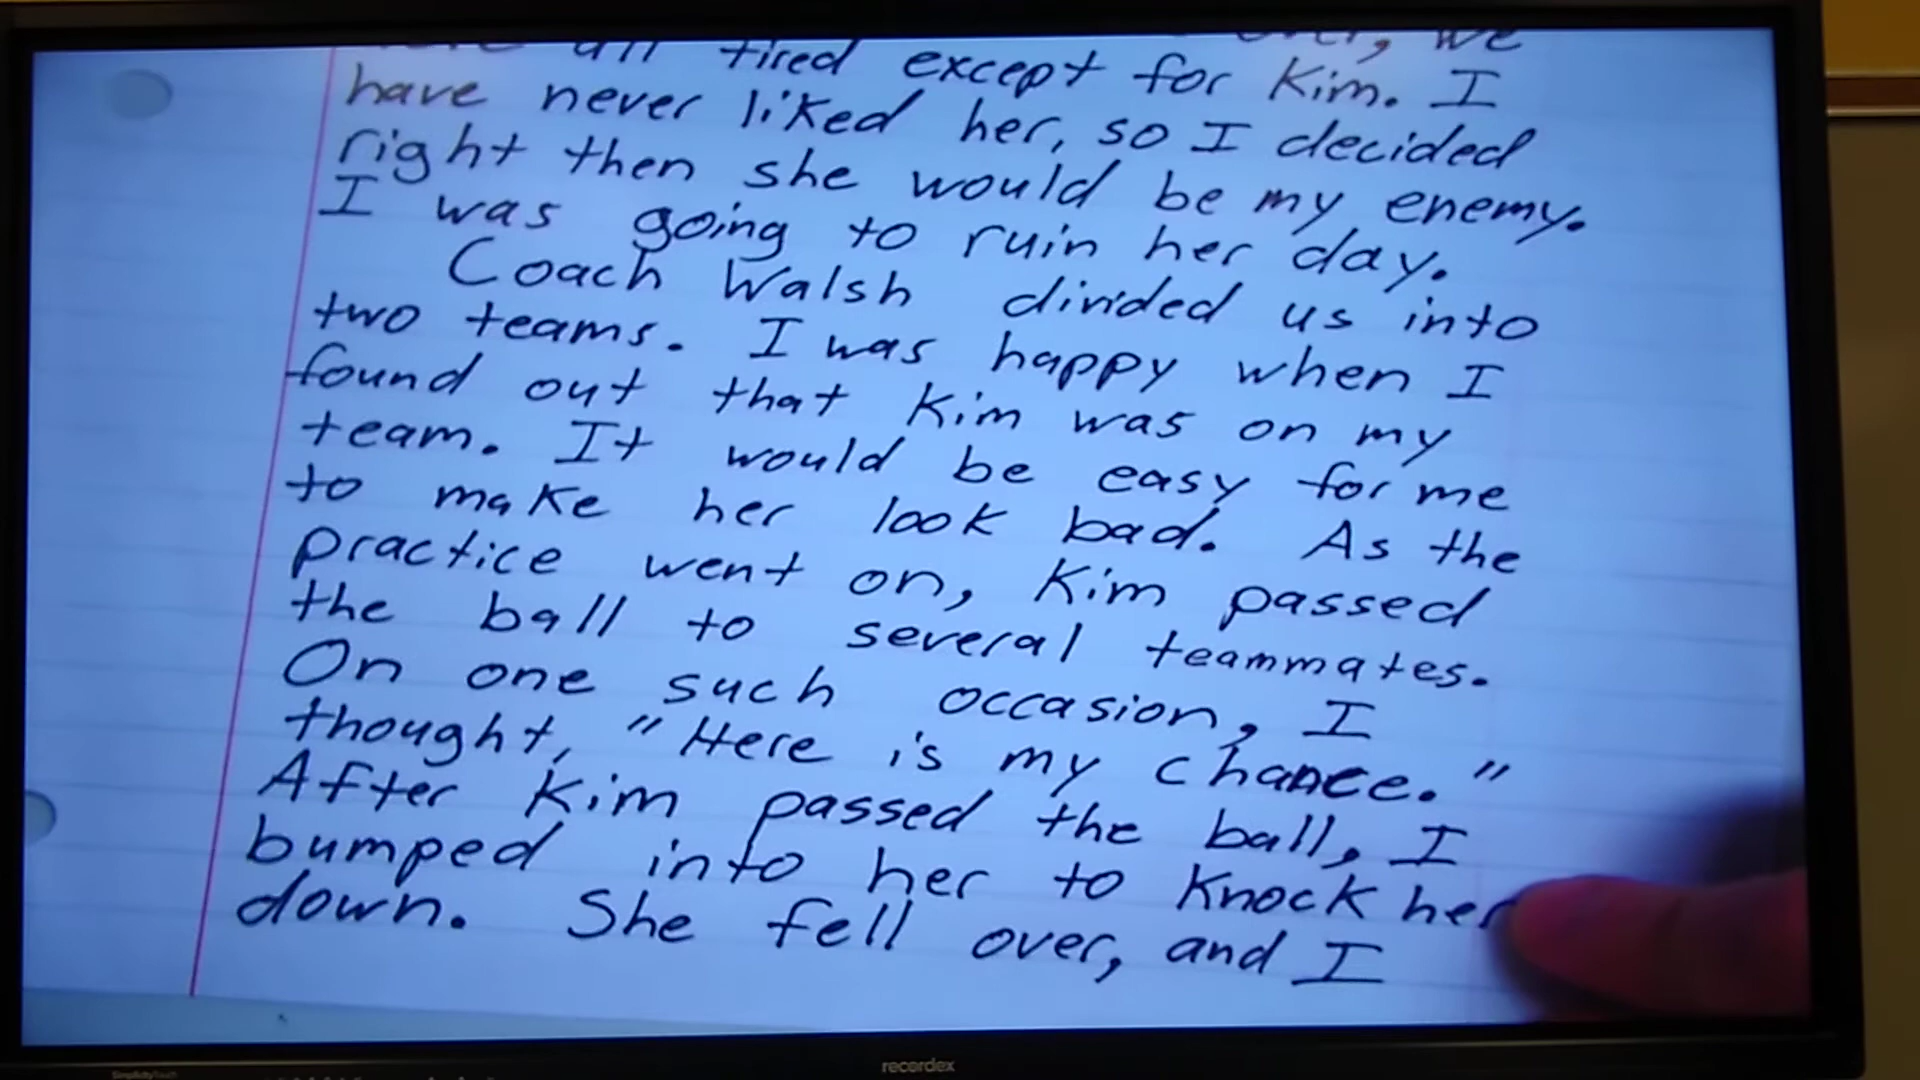 all tired except for Kim. I
have never liked her, so I decided
right then she would be my enemy.
I was going to ruin her day.
Coach Walsh divided us into
two teams. I was happy when I
found out that Kim was on my
team. It would be easy for me
to make her look bad. As the
practice went on, Kim passed
the ball to several teammates.
On one such occasion, I
thought, "Here is my chance."
After Kim passed the ball, I
bumped into her to knock her
down. She fell over, and I
recordex